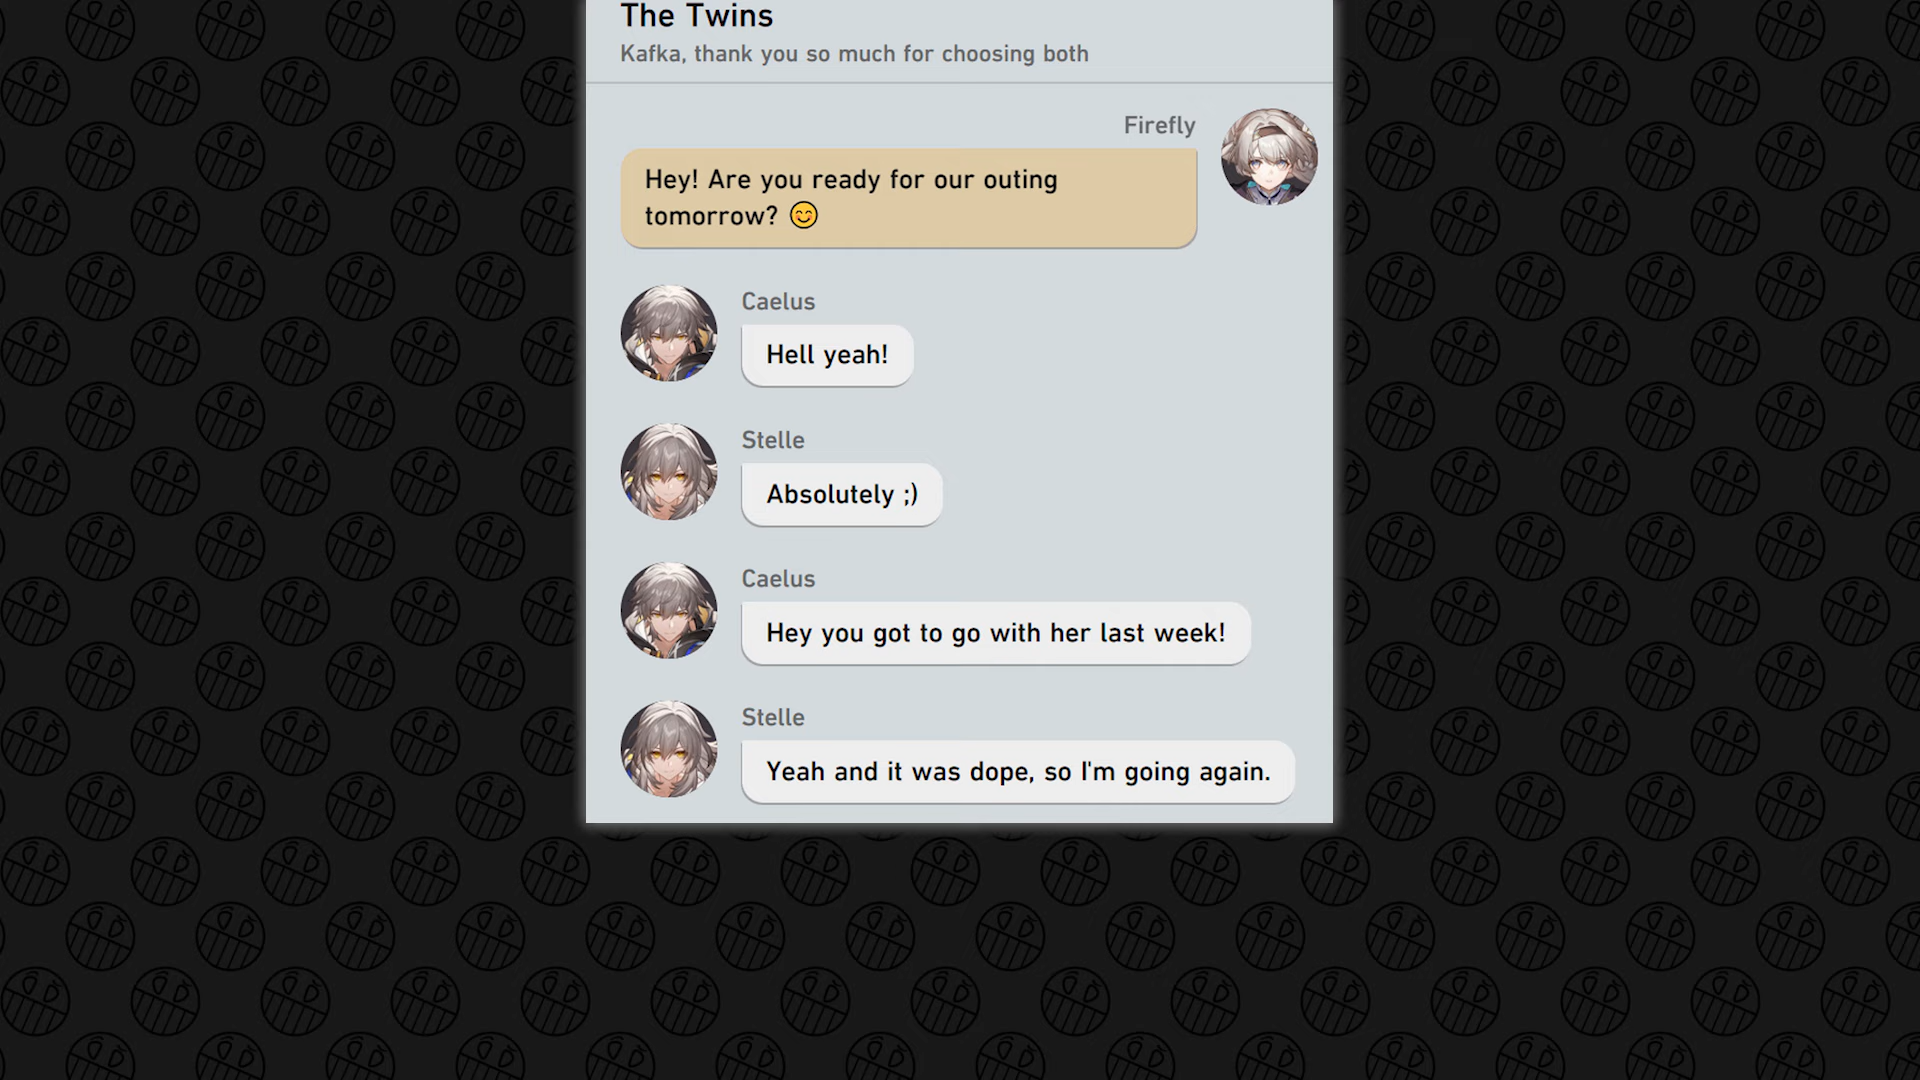 The Twins
Kafka, thank you so much for choosing both
Firefly
Hey! Are you ready for our outing
tomorrow? 😊
Caelus
Hell yeah!
Stelle
Absolutely ;)
Caelus
Hey you got to go with her last week!
Stelle
Yeah and it was dope, so I'm going again.